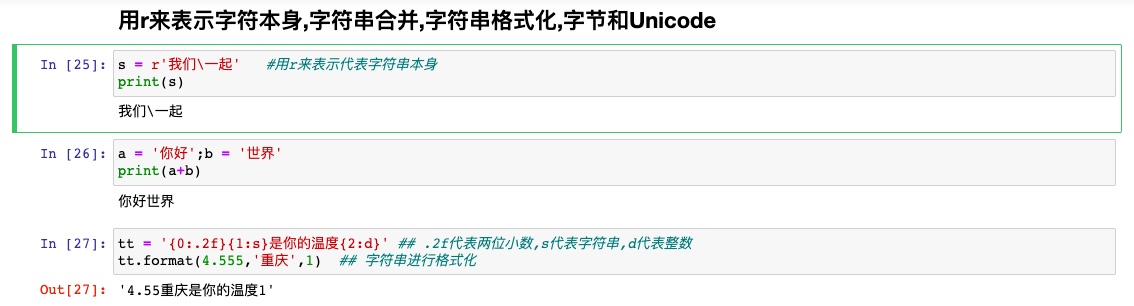 用r来表示字符本身,字符串合并,字符串格式化,字节和Unicode
In [25]: s = r'我们\一起'   #用r来表示代表字符串本身
print(s)
我们\一起
In [26]: a = '你好';b = '世界'
print(a+b)
你好世界
In [27]: tt = '{0:.2f}{1:s}是你的温度{2:d}' ## .2f代表两位小数,s代表字符串,d代表整数
tt.format(4.555,'重庆',1)  ## 字符串进行格式化
Out[27]: '4.55重庆是你的温度1'